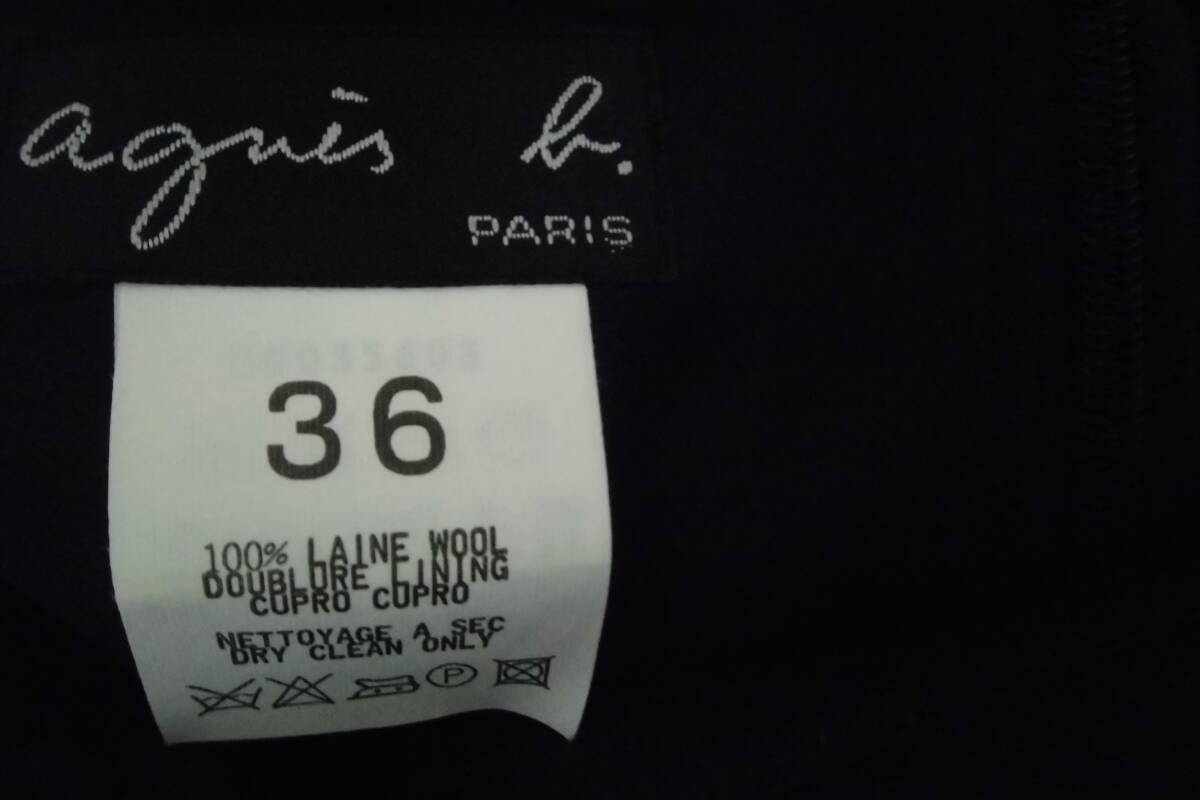 agnès b.
PARIS
36
100% LAINE WOOL
DOUBLURE LINING
CUPRO CUPRO
NETTOYAGE A SEC
DRY CLEAN ONLY
P